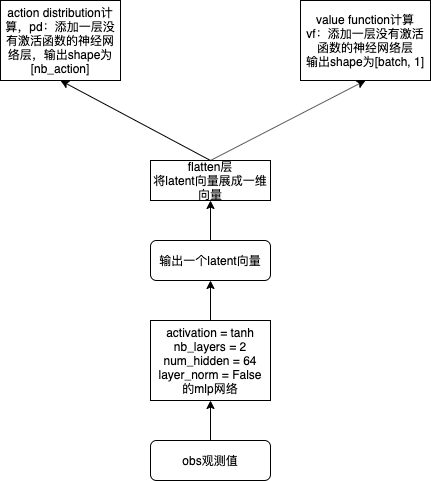 action distribution计
算，pd：添加一层没
有激活函数的神经网
络层，输出shape为
[nb_action]
value function计算
vf：添加一层没有激活
函数的神经网络层
输出shape为[batch, 1]
flatten层
将latent向量展成一维
向量
输出一个latent向量
activation = tanh
nb_layers = 2
num_hidden = 64
layer_norm = False
的mlp网络
obs观测值